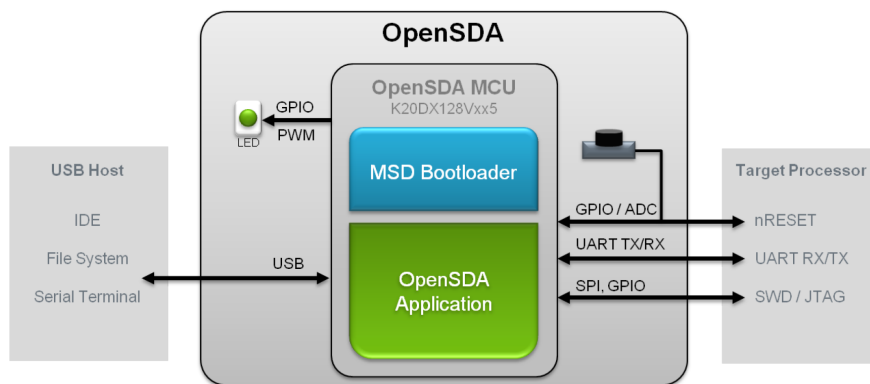 OpenSDA
OpenSDA MCU
K20DX128Vxx5
GPIO
PWM
LED
MSD Bootloader
USB Host
IDE
File System
Serial Terminal
USB
OpenSDA
Application
GPIO / ADC
UART TX/RX
SPI, GPIO
Target Processor
nRESET
UART RX/TX
SWD / JTAG